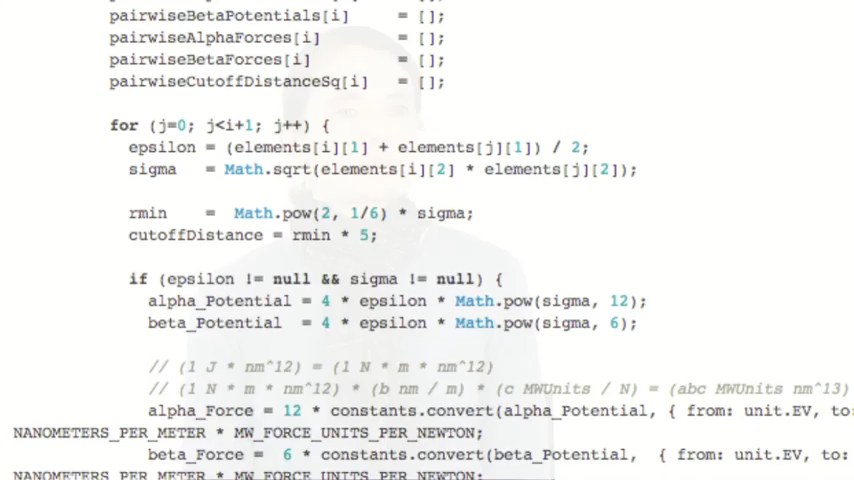 pairwiseBetaPotentials[i] = [];
pairwiseAlphaForces[i] = [];
pairwiseBetaForces[i] = [];
pairwiseCutoffDistanceSq[i] = [];
for (j=0; j<i+1; j++) {
epsilon = (elements[i][1] + elements[j][1]) / 2;
sigma = Math.sqrt(elements[i][2] * elements[j][2]);
rmin = Math.pow(2, 1/6) * sigma;
cutoffDistance = rmin * 5;
if (epsilon != null && sigma != null) {
alpha_Potential = 4 * epsilon * Math.pow(sigma, 12);
beta_Potential = 4 * epsilon * Math.pow(sigma, 6);
// (1 J * nm^12) = (1 N * m * nm^12)
// (1 N * m * nm^12) * (b nm / m) * (c MWUnits / N) = (abc MWUnits nm^13)
alpha_Force = 12 * constants.convert(alpha_Potential, { from: unit.EV, to:
NANOMETERS_PER_METER * MW_FORCE_UNITS_PER_NEWTON;
beta_Force = 6 * constants.convert(beta_Potential, { from: unit.EV, to:
NANOMETERS_PER_METER * MW_FORCE_UNITS_PER_NEWTON;